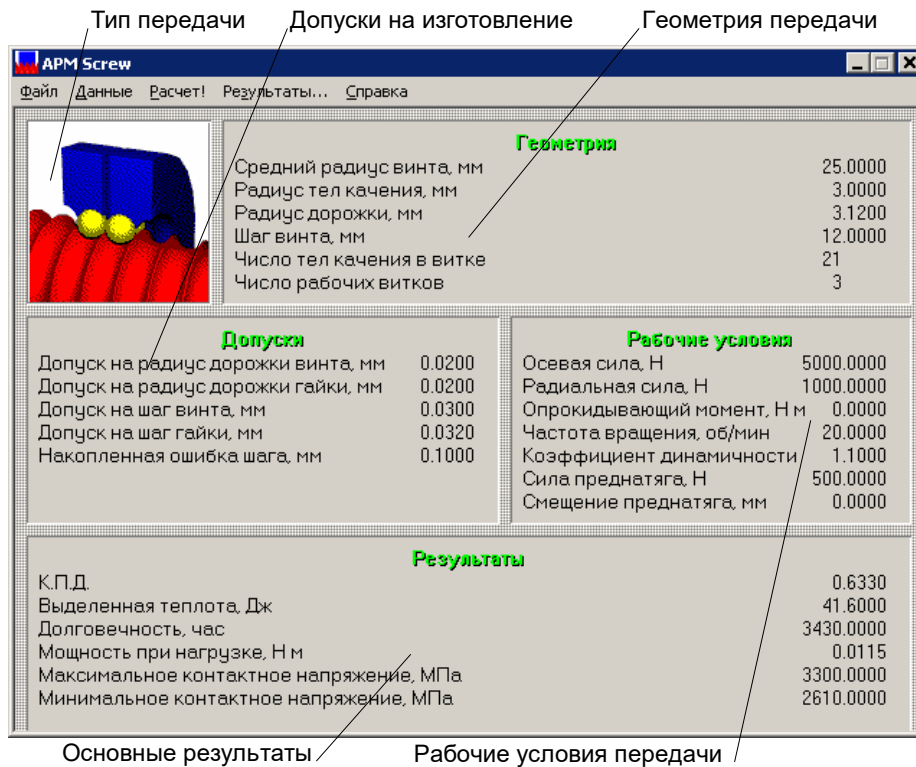 Тип передачи Допуски на изготовление Геометрия передачи
APM Screw
Файл Данные Расчет! Результаты... Справка
Геометрия
Средний радиус винта, мм 25.0000
Радиус тел качения, мм 3.0000
Радиус дорожки, мм 3.1200
Шаг винта, мм 12.0000
Число тел качения в витке 21
Число рабочих витков 3
Допуски
Допуск на радиус дорожки винта, мм 0.0200
Допуск на радиус дорожки гайки, мм 0.0200
Допуск на шаг винта, мм 0.0300
Допуск на шаг гайки, мм 0.0320
Накопленная ошибка шага, мм 0.1000
Рабочие условия
Осевая сила, Н 5000.0000
Радиальная сила, Н 1000.0000
Опрокидывающий момент, Н м 0.0000
Частота вращения, об/мин 20.0000
Коэффициент динамичности 1.1000
Сила преднатяга, Н 500.0000
Смещение преднатяга, мм 0.0000
Результаты
К.П.Д. 0.6330
Выделенная теплота, Дж 41.6000
Долговечность, час 3430.0000
Мощность при нагрузке, Н м 0.0115
Максимальное контактное напряжение, МПа 3300.0000
Минимальное контактное напряжение, МПа 2610.0000
Основные результаты Рабочие условия передачи